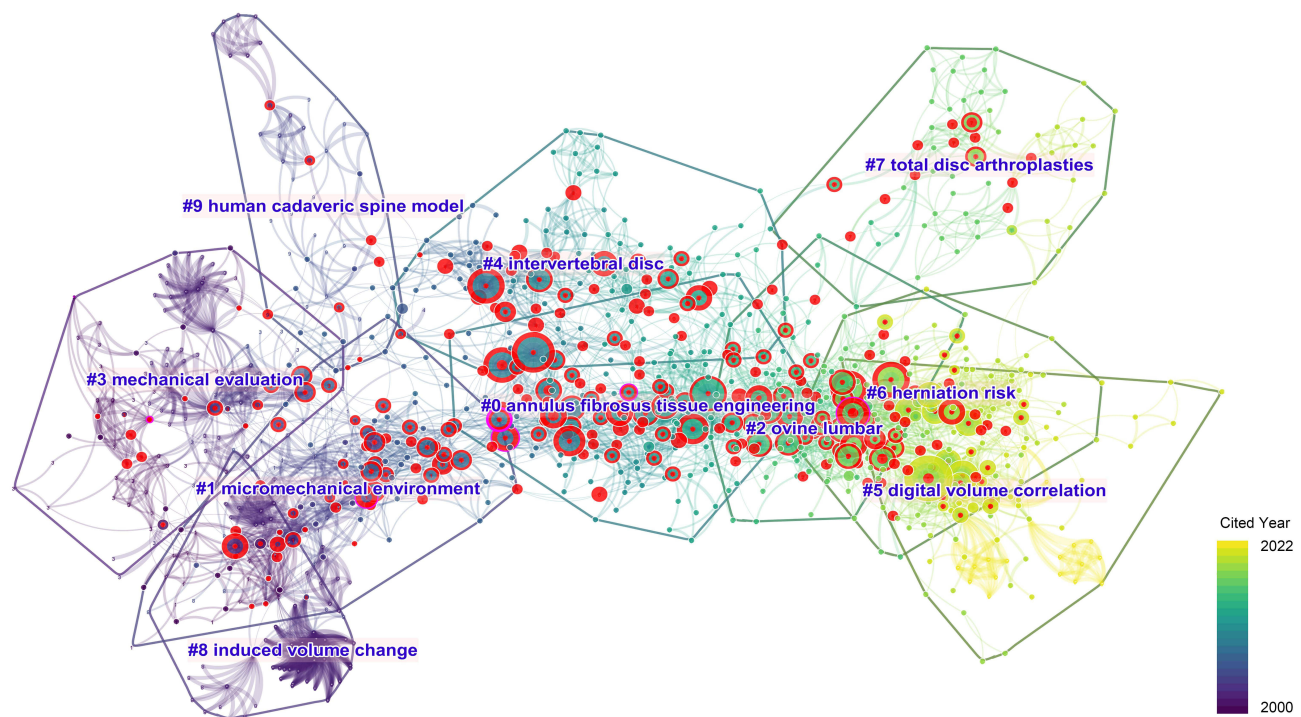 #7 total disc arthroplasties
#9 human cadaveric spine model
#4 intervertebral disc
#3 mechanical evaluation
#6 herniation risk
#0 annulus fibrosus tissue engineering
#2 ovine lumbar
#1 micromechanical environment
#5 digital volume correlation
Cited Year
2022
#8 induced volume change
2000